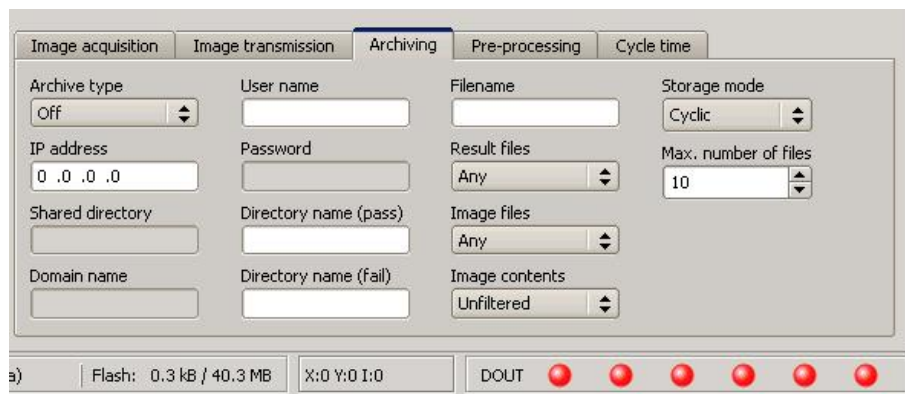 Image acquisition Image transmission Archiving Pre-processing Cycle time
Archive type User name Filename Storage mode
Off Cyclic
IP address Password Result files Max. number of files
0 .0 .0 .0 Any 10
Shared directory Directory name (pass) Image files
Any
Domain name Directory name (fail) Image contents
Unfiltered
a) Flash: 0.3 kB / 40.3 MB X:0 Y:0 I:0 DOUT